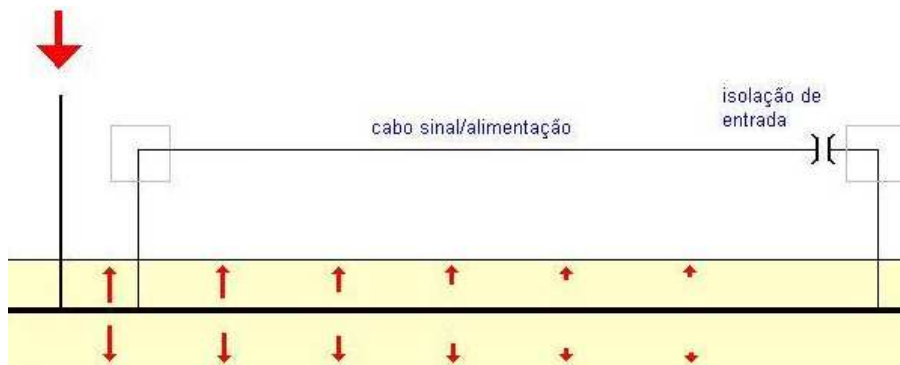 isolação de
entrada
cabo sinal/alimentação